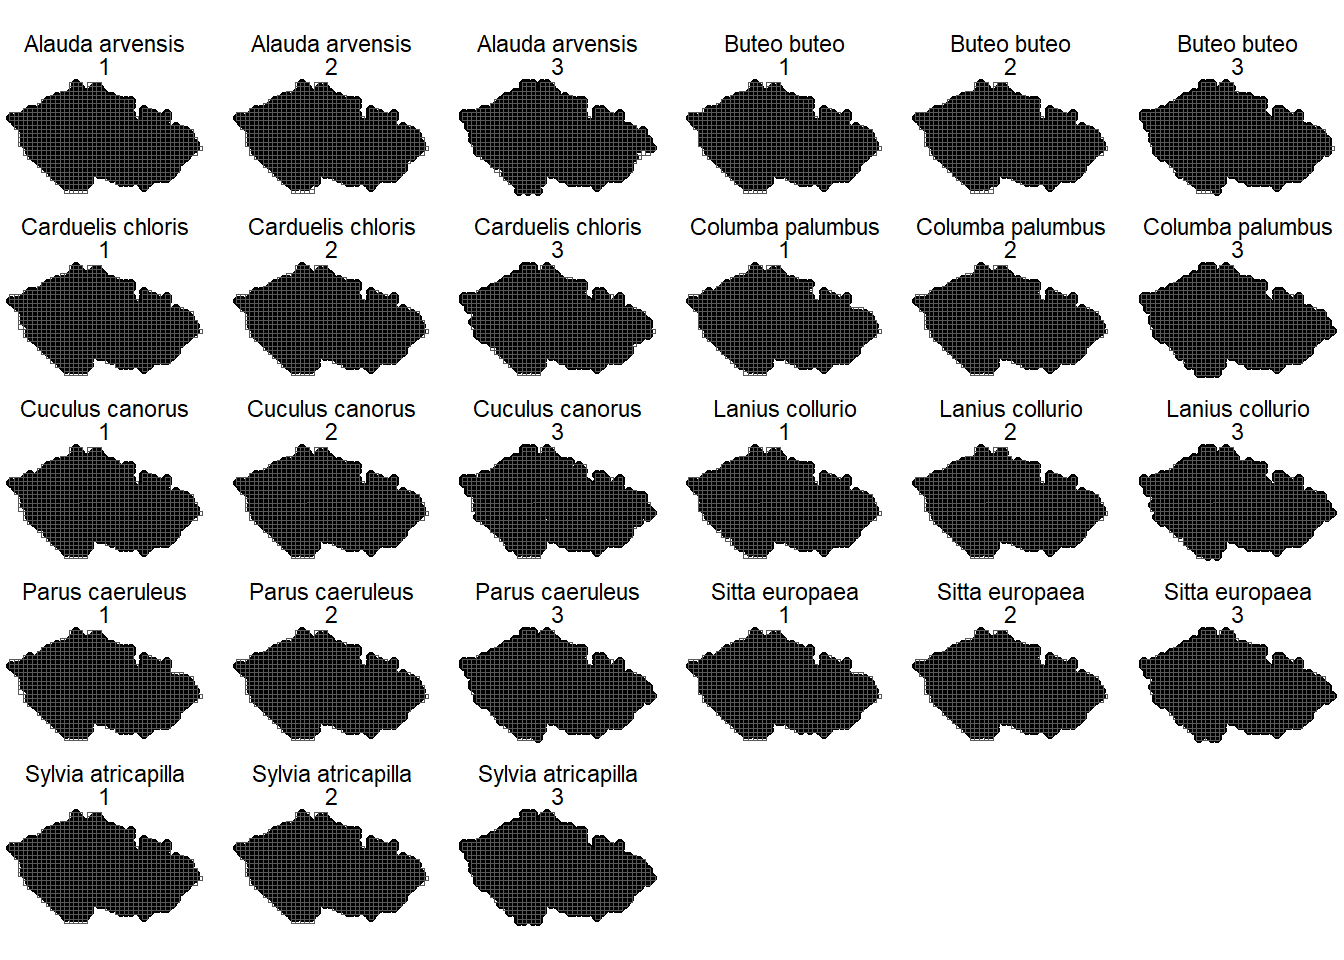 Alauda arvensis Alauda arvensis Alauda arvensis Buteo buteo Buteo buteo Buteo buteo
1 2 3 1 2 3
Carduelis chloris Carduelis chloris Carduelis chloris Columba palumbus Columba palumbus Columba palumbus
1 2 3 1 2 3
Cuculus canorus Cuculus canorus Cuculus canorus Lanius collurio Lanius collurio Lanius collurio
1 2 3 1 2 3
Parus caeruleus Parus caeruleus Parus caeruleus Sitta europaea Sitta europaea Sitta europaea
1 2 3 1 2 3
Sylvia atricapilla Sylvia atricapilla Sylvia atricapilla
1 2 3